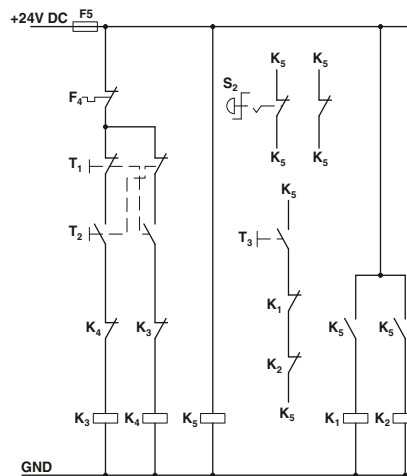 +24V DC F5
K5
S2
F4
K5 K5
T1
K5
T2
T3
K1
K4 K3 K5 K5
K2
K5
K3 K4 K5 K1 K2
GND